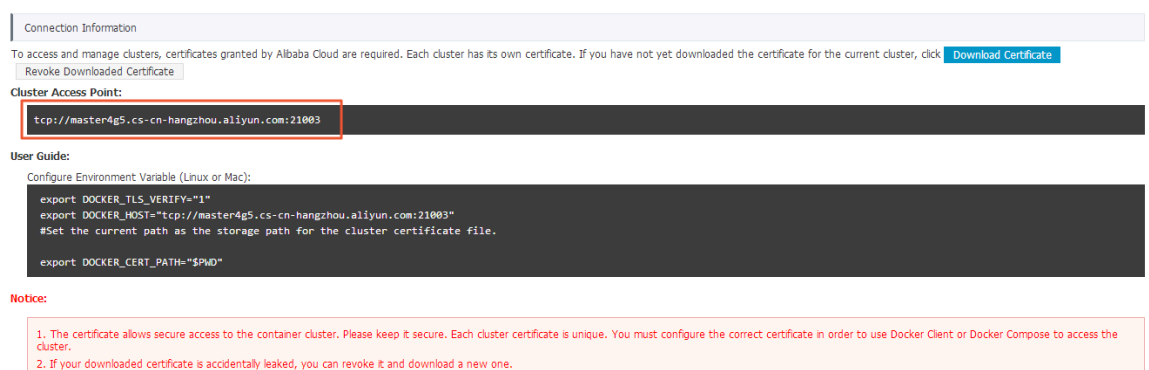 Connection Information
To access and manage clusters, certificates granted by Alibaba Cloud are required. Each cluster has its own certificate. If you have not yet downloaded the certificate for the current cluster, click Download Certificate
Revoke Downloaded Certificate
Cluster Access Point:
tcp://master4g5.cs-cn-hangzhou.aliyun.com:21003
User Guide:
Configure Environment Variable (Linux or Mac):
export DOCKER_TLS_VERIFY="1"
export DOCKER_HOST="tcp://master4g5.cs-cn-hangzhou.aliyun.com:21003"
#Set the current path as the storage path for the cluster certificate file.
export DOCKER_CERT_PATH="$PWD"
Notice:
1. The certificate allows secure access to the container cluster. Please keep it secure. Each cluster certificate is unique. You must configure the correct certificate in order to use Docker Client or Docker Compose to access the
cluster.
2. If your downloaded certificate is accidentally leaked, you can revoke it and download a new one.